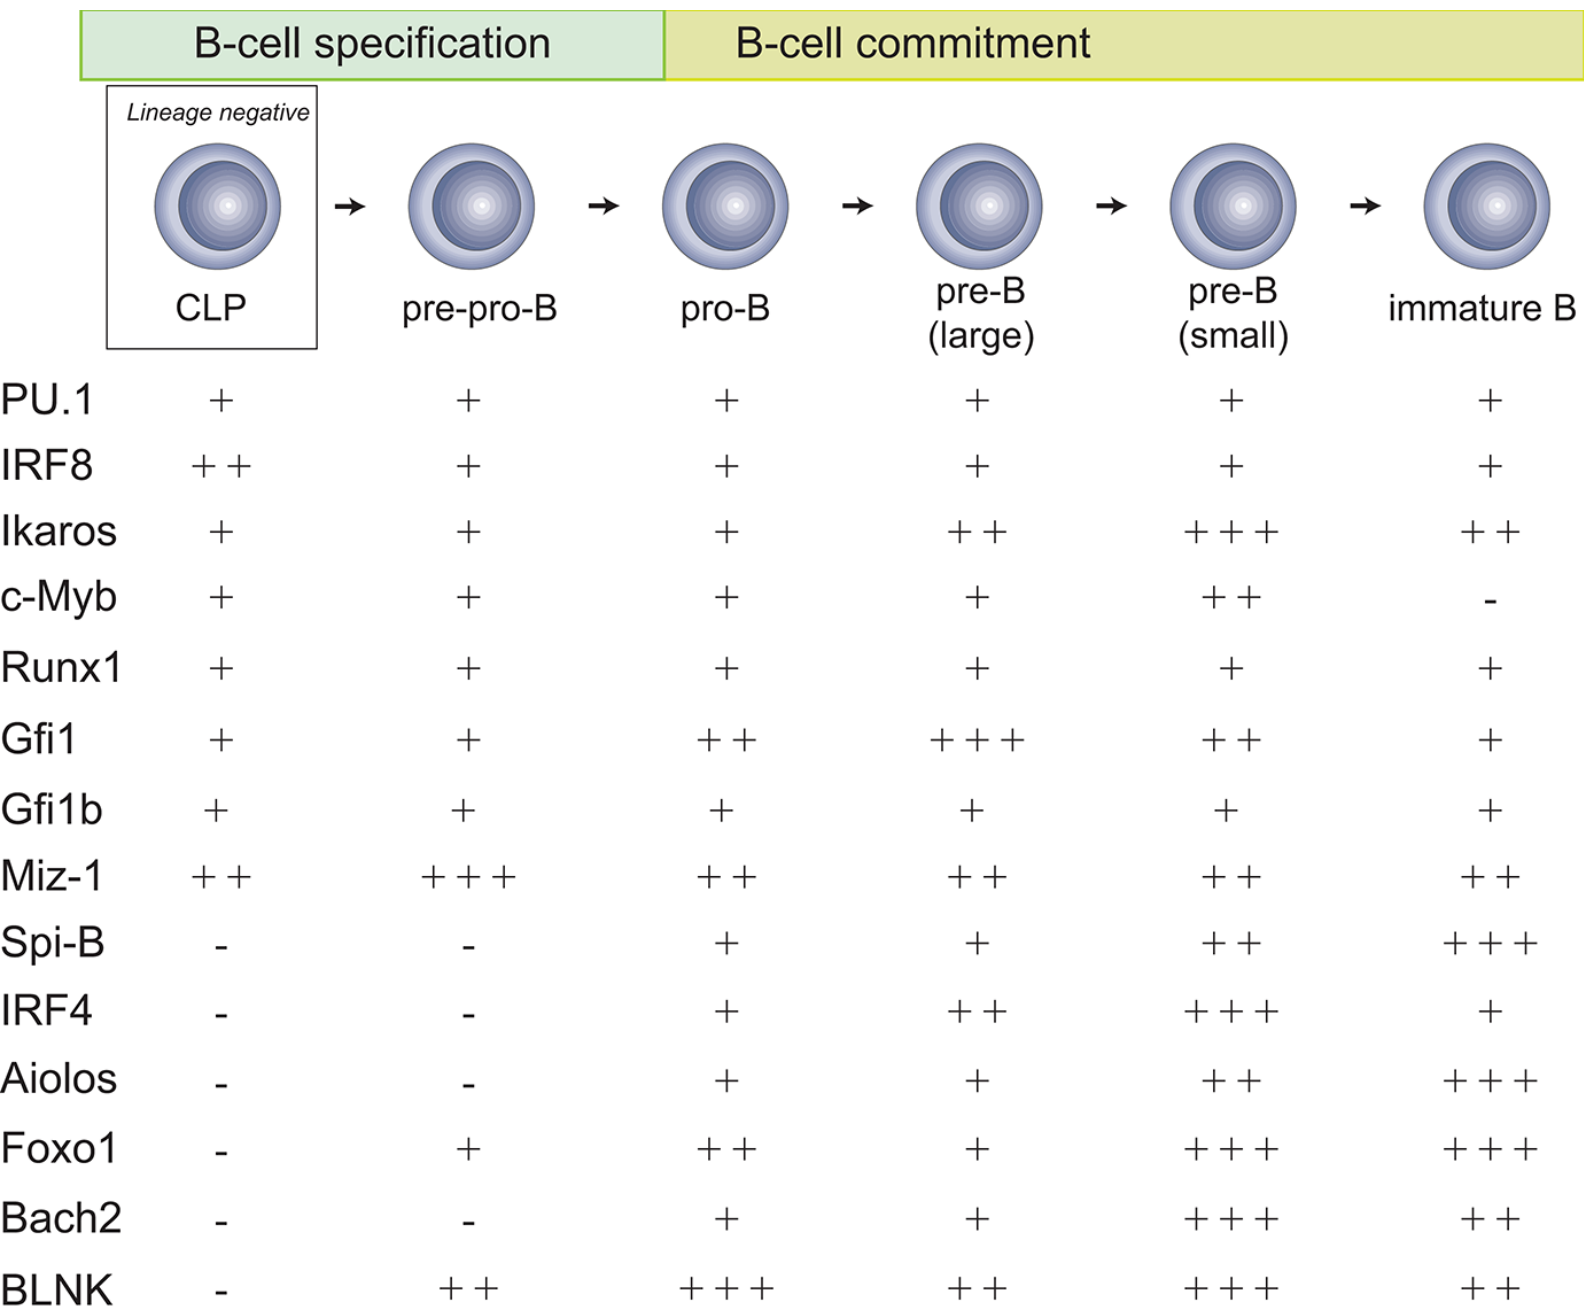 B-cell specification B-cell commitment
Lineage negative
CLP pre-pro-B pro-B pre-B (large) pre-B (small) immature B
PU.1 + + + + + +
IRF8 ++ + + + + +
Ikaros + + + ++ +++ ++
c-Myb + + + + ++ -
Runx1 + + + + + +
Gfi1 + + ++ +++ ++ +
Gfi1b + + + + + +
Miz-1 ++ +++ ++ ++ ++ ++
Spi-B - - + + ++ +++
IRF4 - - + ++ +++ +
Aiolos - - + + ++ +++
Foxo1 - + ++ + +++ +++
Bach2 - - + + +++ ++
BLNK - ++ +++ ++ +++ ++